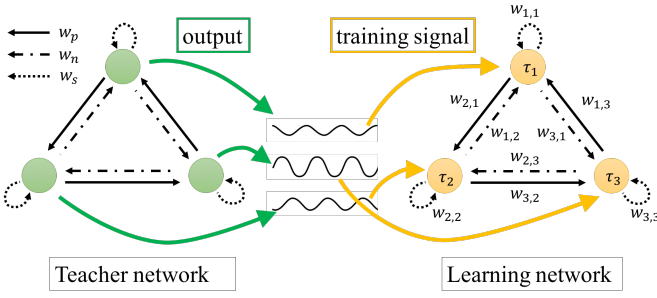 w_p
w_n
w_s
output
training signal
w_{1,1}
τ_1
w_{2,1}
w_{1,2}
w_{3,1}
w_{1,3}
w_{2,3}
τ_2
τ_3
w_{3,2}
w_{2,2}
w_{3,3}
Teacher network
Learning network